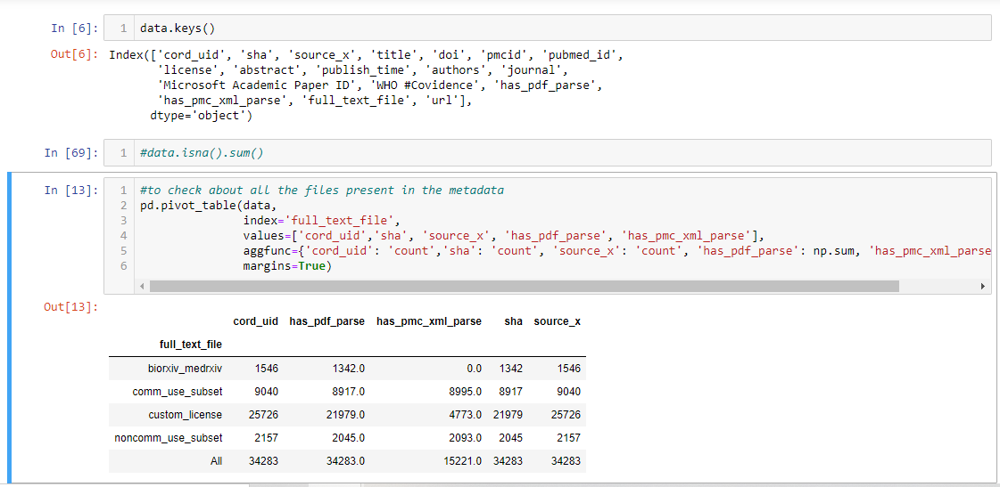 In [6]: 1 data.keys()
Out[6]: Index(['cord_uid', 'sha', 'source_x', 'title', 'doi', 'pmcid', 'pubmed_id',
'license', 'abstract', 'publish_time', 'authors', 'journal',
'Microsoft Academic Paper ID', 'WHO #Covidence', 'has_pdf_parse',
'has_pmc_xml_parse', 'full_text_file', 'url'],
dtype='object')
In [69]: 1 #data.isna().sum()
In [13]: 1 #to check about all the files present in the metadata
2 pd.pivot_table(data,
3 index='full_text_file',
4 values=['cord_uid','sha', 'source_x', 'has_pdf_parse', 'has_pmc_xml_parse'],
5 aggfunc={'cord_uid': 'count','sha': 'count', 'source_x': 'count', 'has_pdf_parse': np.sum, 'has_pmc_xml_parse
6 margins=True)
Out[13]:
cord_uid has_pdf_parse has_pmc_xml_parse sha source_x
full_text_file
biorxiv_medrxiv 1546 1342.0 0.0 1342 1546
comm_use_subset 9040 8917.0 8995.0 8917 9040
custom_license 25726 21979.0 4773.0 21979 25726
noncomm_use_subset 2157 2045.0 2093.0 2045 2157
All 34283 34283.0 15221.0 34283 34283